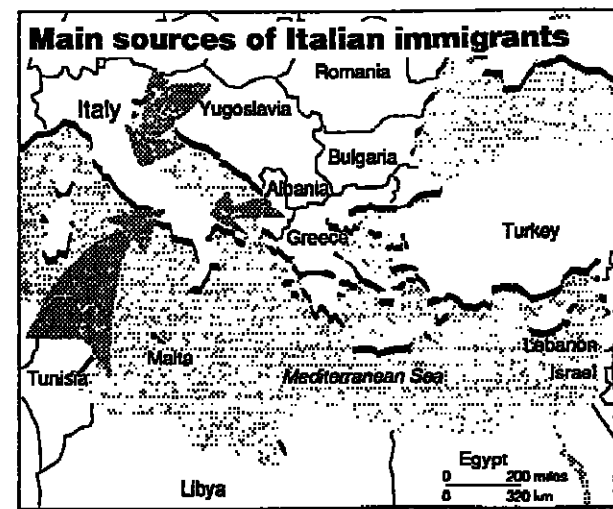 Main sources of Italian immigrants
Romania
Italy
Yugoslavia
Bulgaria
Albania
Greece
Turkey
Malta
Lebanon
Tunisia
Mediterranean Sea
Israel
Egypt
0 200 miles
0 320 km
Libya